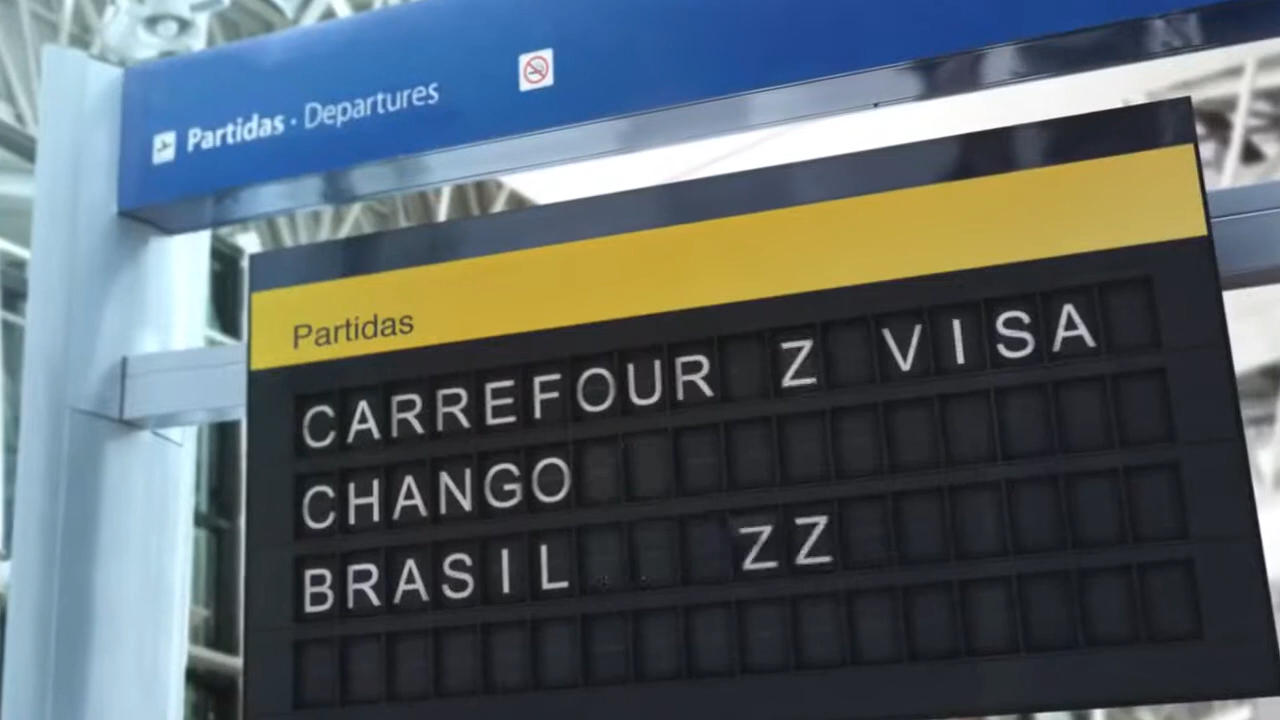 Partidas · Departures
Partidas
CARREFOUR Z VISA
CHANGO
BRASIL ZZ